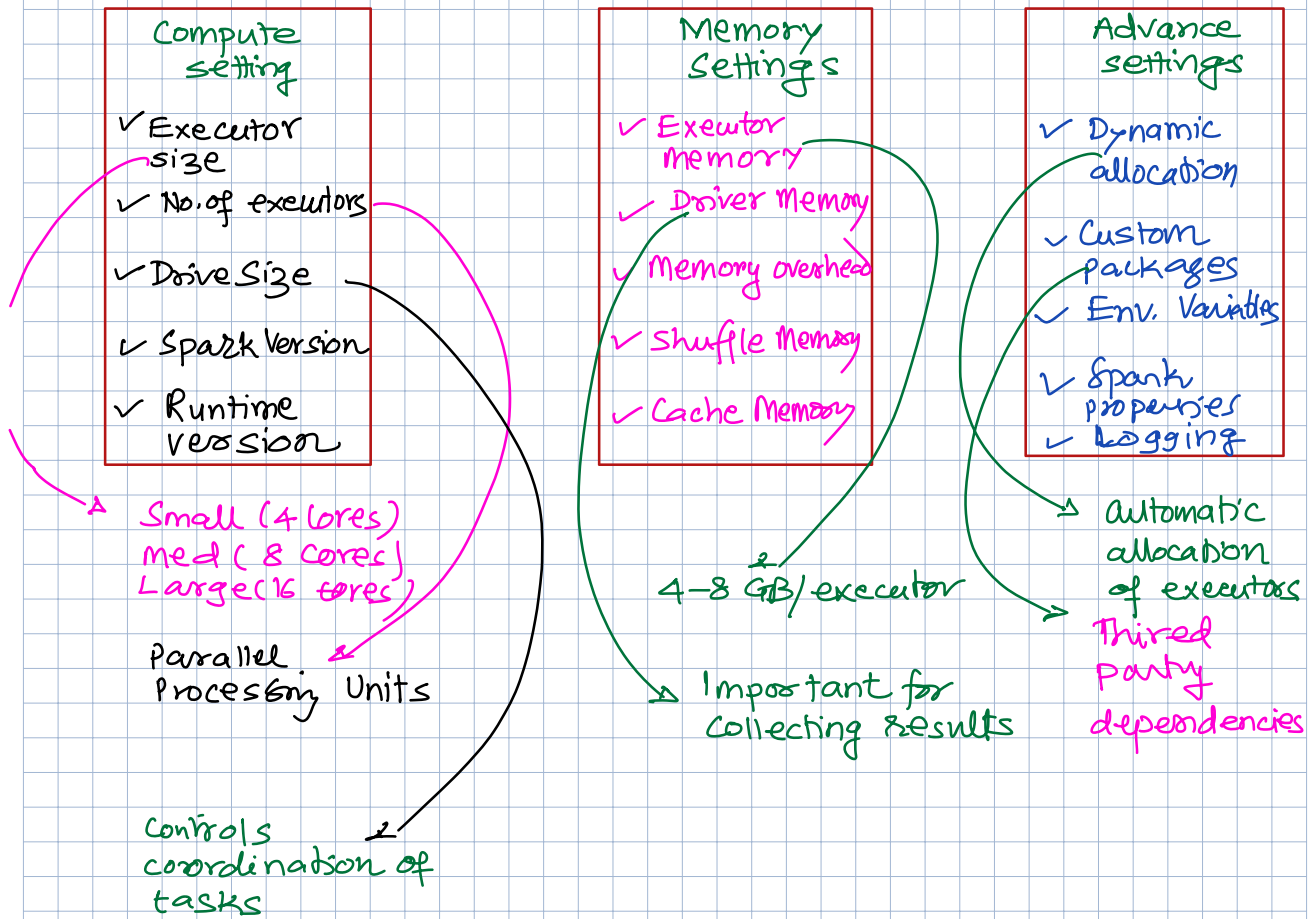 Compute
setting
✓ Executor
size
✓ No. of executors
✓ Drive Size
✓ Spark Version
✓ Runtime
version
Small (4 Cores)
med ( 8 Cores)
Large (16 cores)
Parallel
Processing Units
Controls
coordination of
tasks
Memory
settings
✓ Executor
memory
✓ Driver Memory
✓ Memory overhead
✓ Shuffle Memory
✓ Cache Memory
4-8 GB/executor
Important for
collecting results
Advance
settings
✓ Dynamic
allocation
✓ Custom
packages
✓ Env. Variables
✓ Spark
properties
✓ Logging
Automatic
allocation
of executors
Thired
party
dependencies